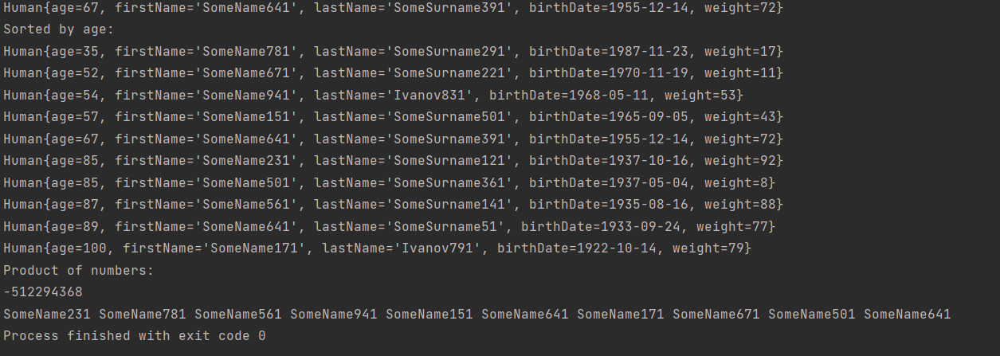 Human{age=67, firstName='SomeName641', lastName='SomeSurname391', birthDate=1955-12-14, weight=72}
Sorted by age:
Human{age=35, firstName='SomeName781', lastName='SomeSurname291', birthDate=1987-11-23, weight=17}
Human{age=52, firstName='SomeName671', lastName='SomeSurname221', birthDate=1970-11-19, weight=11}
Human{age=54, firstName='SomeName941', lastName='Ivanov831', birthDate=1968-05-11, weight=53}
Human{age=57, firstName='SomeName151', lastName='SomeSurname501', birthDate=1965-09-05, weight=43}
Human{age=67, firstName='SomeName641', lastName='SomeSurname391', birthDate=1955-12-14, weight=72}
Human{age=85, firstName='SomeName231', lastName='SomeSurname121', birthDate=1937-10-16, weight=92}
Human{age=85, firstName='SomeName501', lastName='SomeSurname361', birthDate=1937-05-04, weight=8}
Human{age=87, firstName='SomeName561', lastName='SomeSurname141', birthDate=1935-08-16, weight=88}
Human{age=89, firstName='SomeName641', lastName='SomeSurname51', birthDate=1933-09-24, weight=77}
Human{age=100, firstName='SomeName171', lastName='Ivanov791', birthDate=1922-10-14, weight=79}
Product of numbers:
-512294368
SomeName231 SomeName781 SomeName561 SomeName941 SomeName151 SomeName641 SomeName171 SomeName671 SomeName501 SomeName641
Process finished with exit code 0